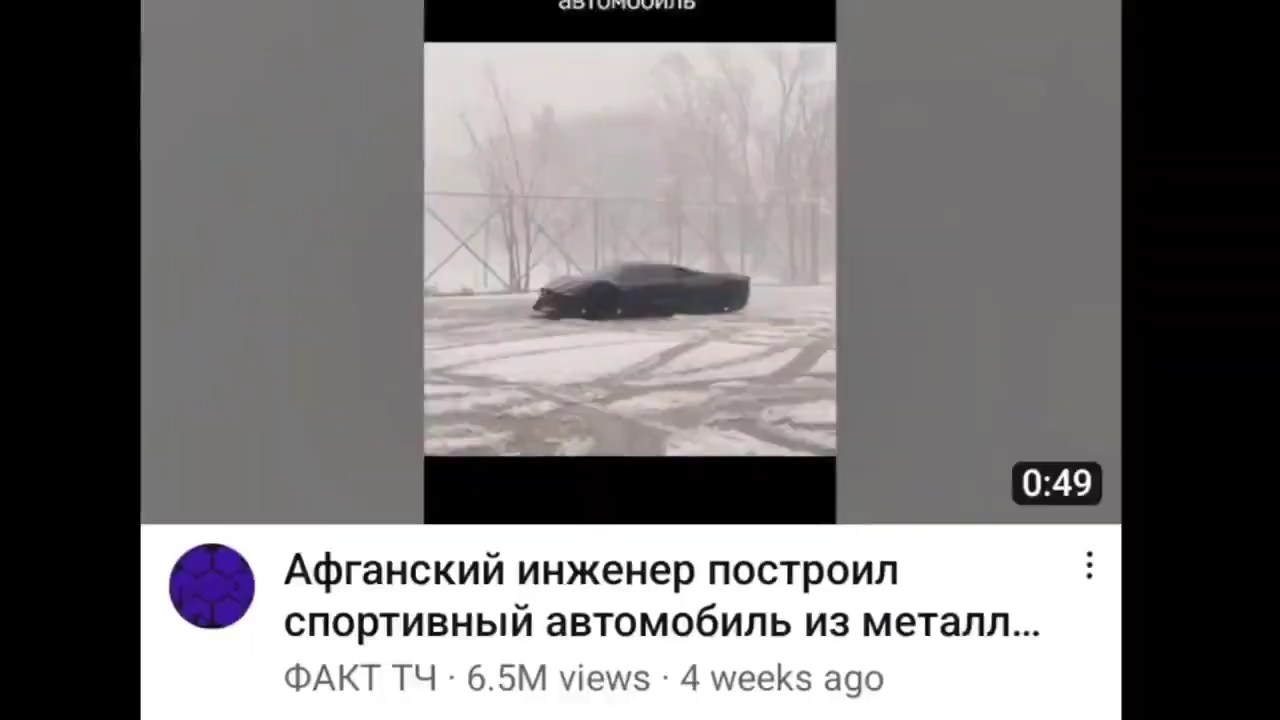 автомобиль
0:49
Афганский инженер построил
спортивный автомобиль из металл...
ФАКТ ТЧ · 6.5M views · 4 weeks ago